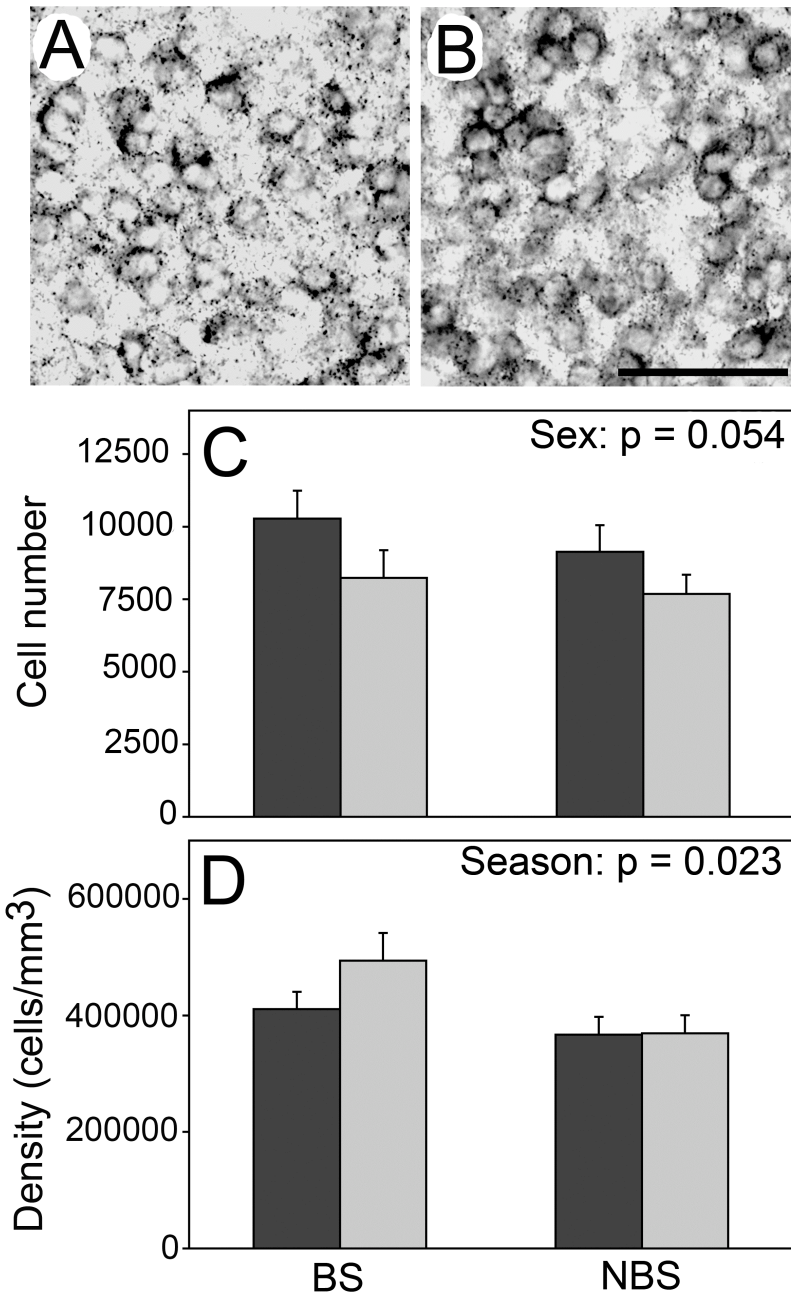 A
B
C
Sex: p = 0.054
12500
10000
7500
5000
2500
0
Cell number
D
Season: p = 0.023
600000
400000
200000
0
Density (cells/mm3)
BS
NBS